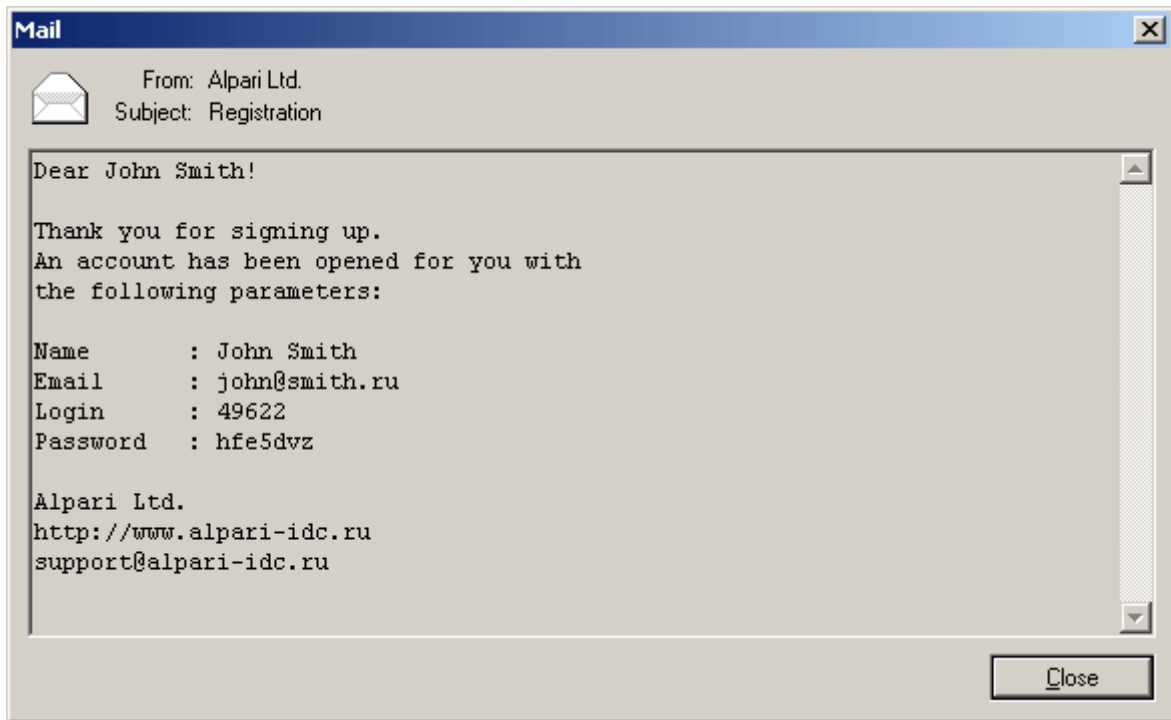 Mail
From: Alpari Ltd.
Subject: Registration
Dear John Smith!
Thank you for signing up.
An account has been opened for you with
the following parameters:
Name : John Smith
Email : john@smith.ru
Login : 49622
Password : hfe5dvz
Alpari Ltd.
http://www.alpari-idc.ru
support@alpari-idc.ru
Close